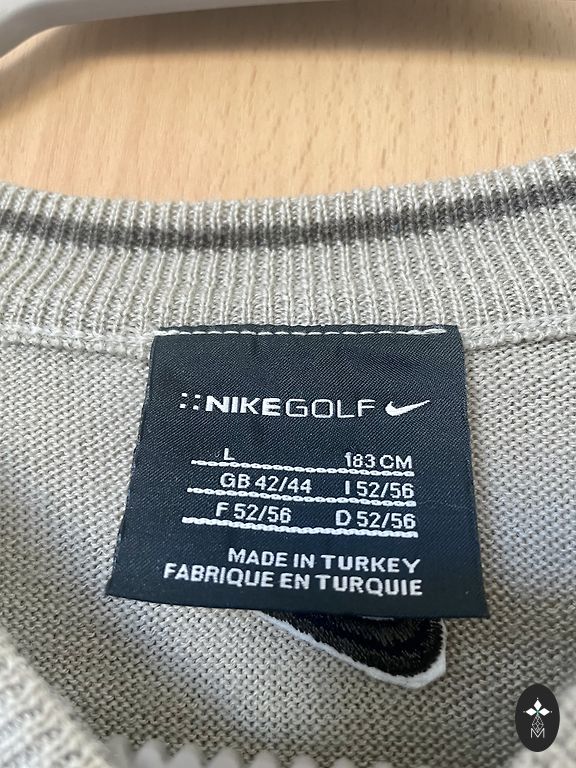 NIKEGOLF
L 183 CM
GB 42/44 I 52/56
F 52/56 D 52/56
MADE IN TURKEY
FABRIQUE EN TURQUIE
M